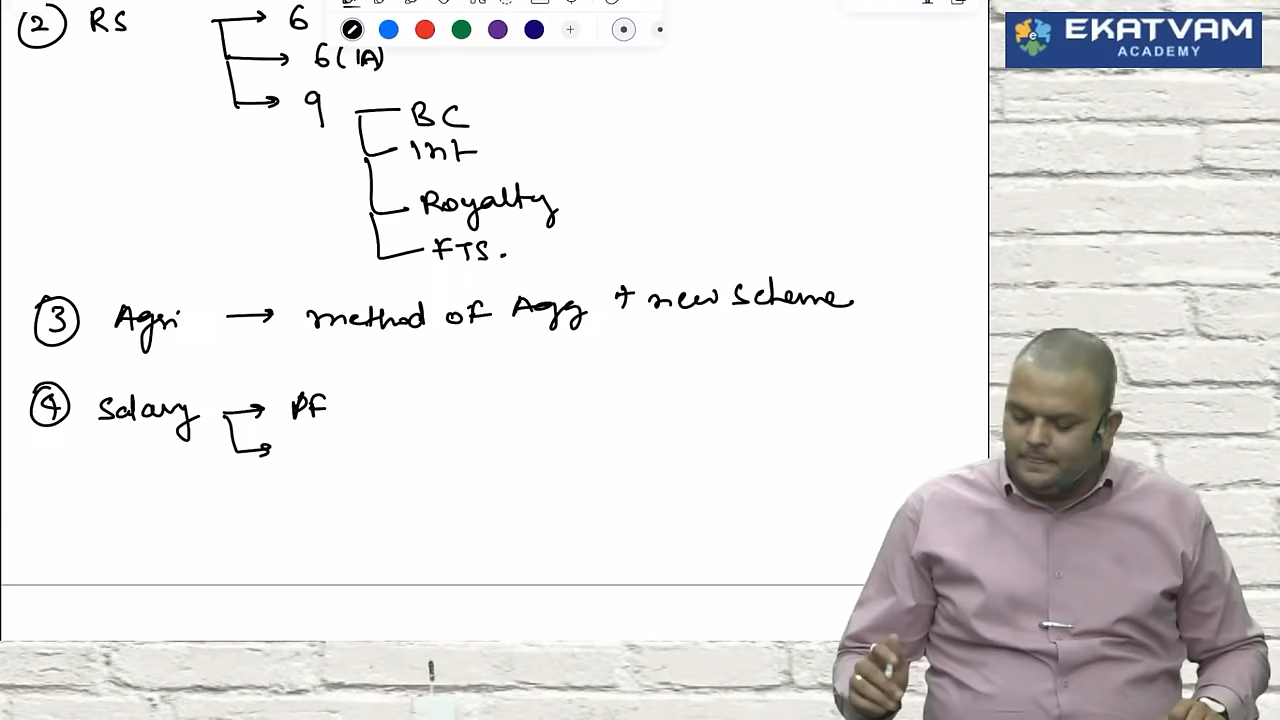 EKATVAM
ACADEMY
2 RS → 6
→ 6(1A)
→ 9
BC
Int
Royalty
FTS.
3 Agri → method of Agg + new scheme
4 Salary → PF
→